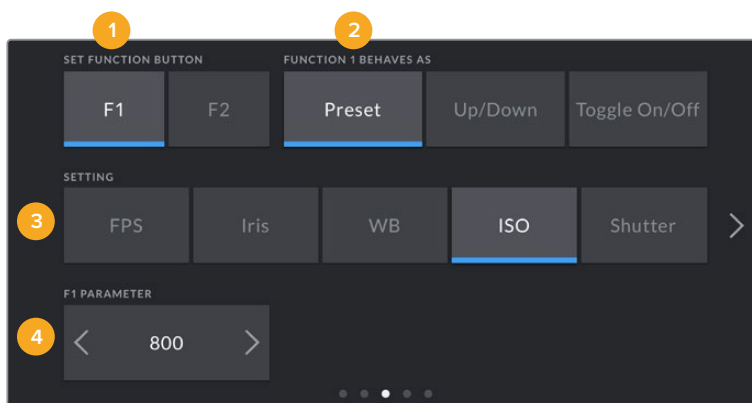 1 2
SET FUNCTION BUTTON FUNCTION 1 BEHAVES AS
F1 F2 Preset Up/Down Toggle On/Off
SETTING
3 FPS Iris WB ISO Shutter
F1 PARAMETER
4 800